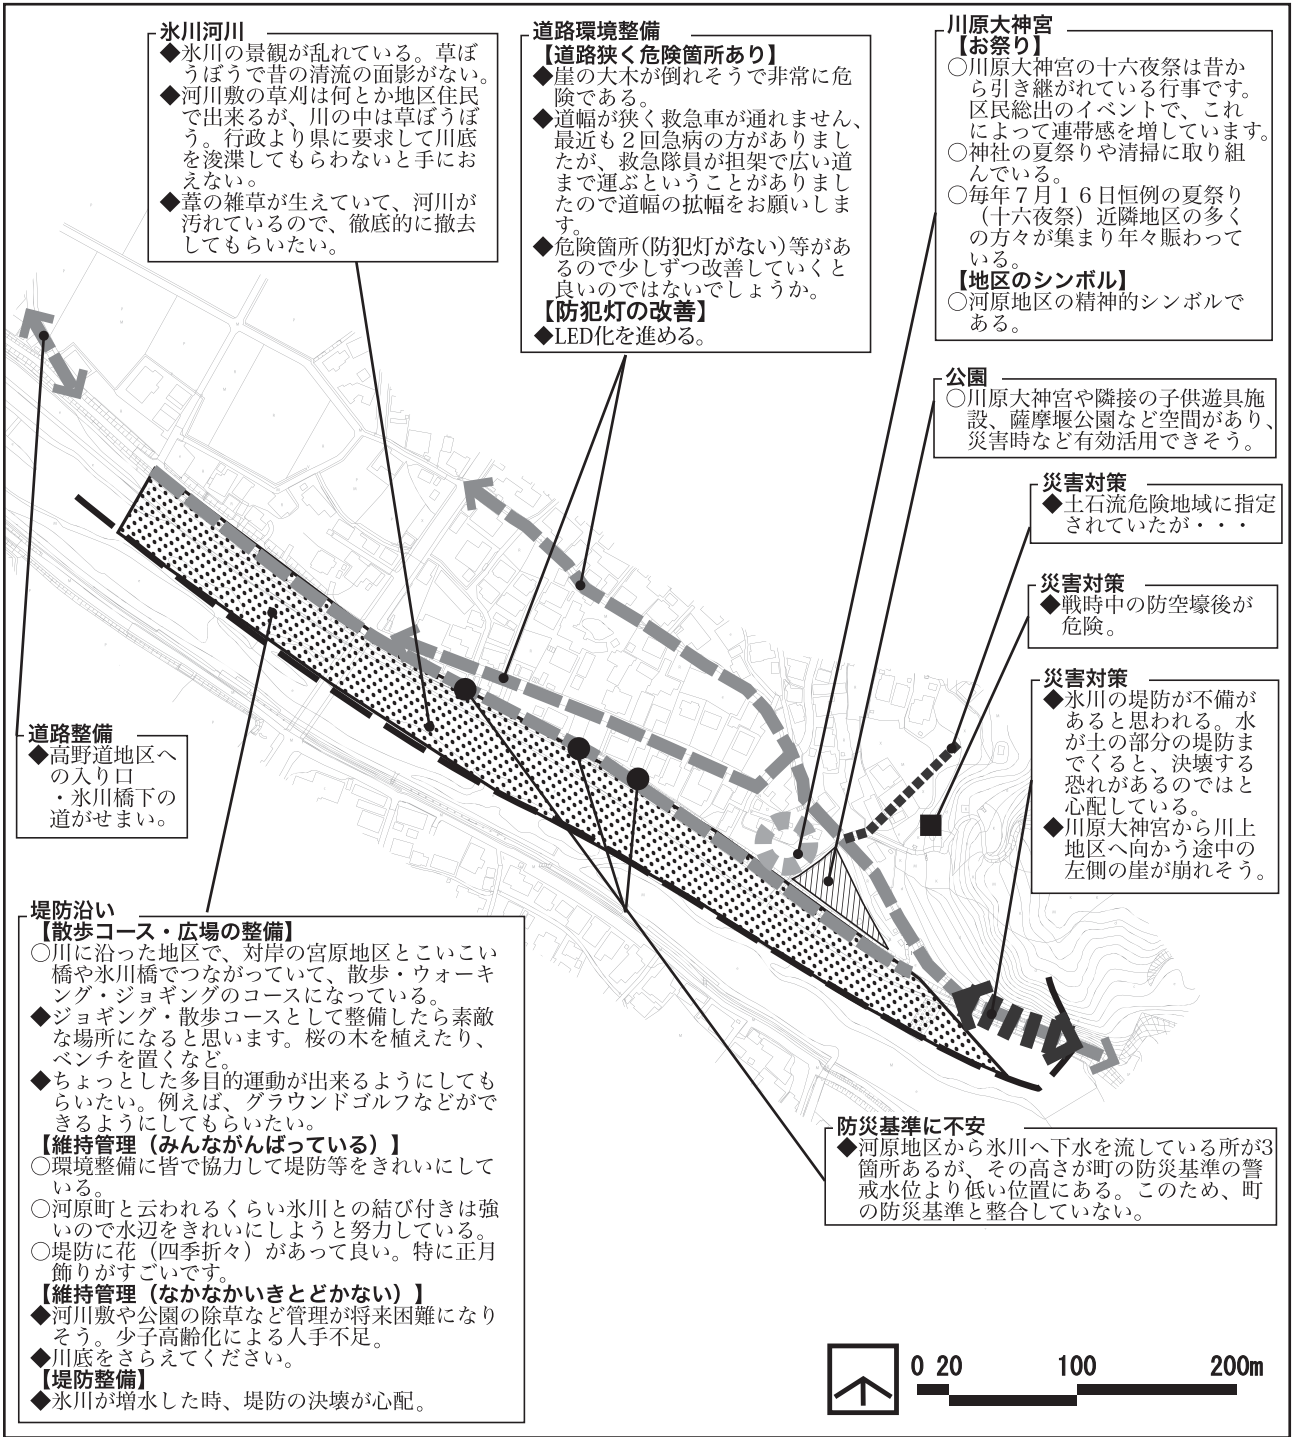 氷川河川
◆氷川の景観が乱れている。草ぼ
うぼうで昔の清流の面影がない。
◆河川敷の草刈は何とか地区住民
で出来るが、川の中は草ぼうぼ
う。行政より県に要求して川底
を浚渫してもらわないと手にお
えない。
◆葦の雑草が生えていて、河川が
汚れているので、徹底的に撤去
してもらいたい。
道路環境整備
【道路狭く危険箇所あり】
◆崖の大木が倒れそうで非常に危
険である。
◆道幅が狭く救急車が通れません、
最近も２回急病の方がありまし
たが、救急隊員が担架で広い道
まで運ぶということがありまし
たので道幅の拡幅をお願いしま
す。
◆危険箇所（防犯灯がない）等があ
るので少しずつ改善していくと
良いのではないでしょうか。
【防犯灯の改善】
◆LED化を進める。
川原大神宮
【お祭り】
○川原大神宮の十六夜祭は昔か
ら引き継がれている行事です。
区民総出のイベントで、これ
によって連帯感を増しています。
○神社の夏祭りや清掃に取り組
んでいる。
○毎年７月１６日恒例の夏祭り
（十六夜祭）近隣地区の多く
の方々が集まり年々賑わって
いる。
【地区のシンボル】
○河原地区の精神的シンボルで
ある。
公園
○川原大神宮や隣接の子供遊具施
設、薩摩堰公園など空間があり、
災害時など有効活用できそう。
災害対策
◆土石流危険地域に指定
されていたが・・・
災害対策
◆戦時中の防空壕後が
危険。
災害対策
◆氷川の堤防が不備が
あると思われる。水
が土の部分の堤防ま
でくると、決壊する
恐れがあるのではと
心配している。
◆川原大神宮から川上
地区へ向かう途中の
左側の崖が崩れそう。
道路整備
◆高野道地区へ
の入り口
・氷川橋下の
道がせまい。
堤防沿い
【散歩コース・広場の整備】
○川に沿った地区で、対岸の宮原地区とこいこい
橋や氷川橋でつながっていて、散歩・ウォーキ
ング・ジョギングのコースになっている。
◆ジョギング・散歩コースとして整備したら素敵
な場所になると思います。桜の木を植えたり、
ベンチを置くなど。
◆ちょっとした多目的運動が出来るようにしても
らいたい。例えば、グラウンドゴルフなどがで
きるようにしてもらいたい。
【維持管理（みんながんばっている）】
○環境整備に皆で協力して堤防等をきれいにして
いる。
○河原町と云われるくらい氷川との結び付きは強
いので水辺をきれいにしようと努力している。
○堤防に花（四季折々）があって良い。特に正月
飾りがすごいです。
【維持管理（なかなかいきとどかない）】
◆河川敷や公園の除草など管理が将来困難になり
そう。少子高齢化による人手不足。
◆川底をさらえてください。
【堤防整備】
◆氷川が増水した時、堤防の決壊が心配。
防災基準に不安
◆河原地区から氷川へ下水を流している所が3
箇所あるが、その高さが町の防災基準の警
戒水位より低い位置にある。このため、町
の防災基準と整合していない。
0 20 100 200m